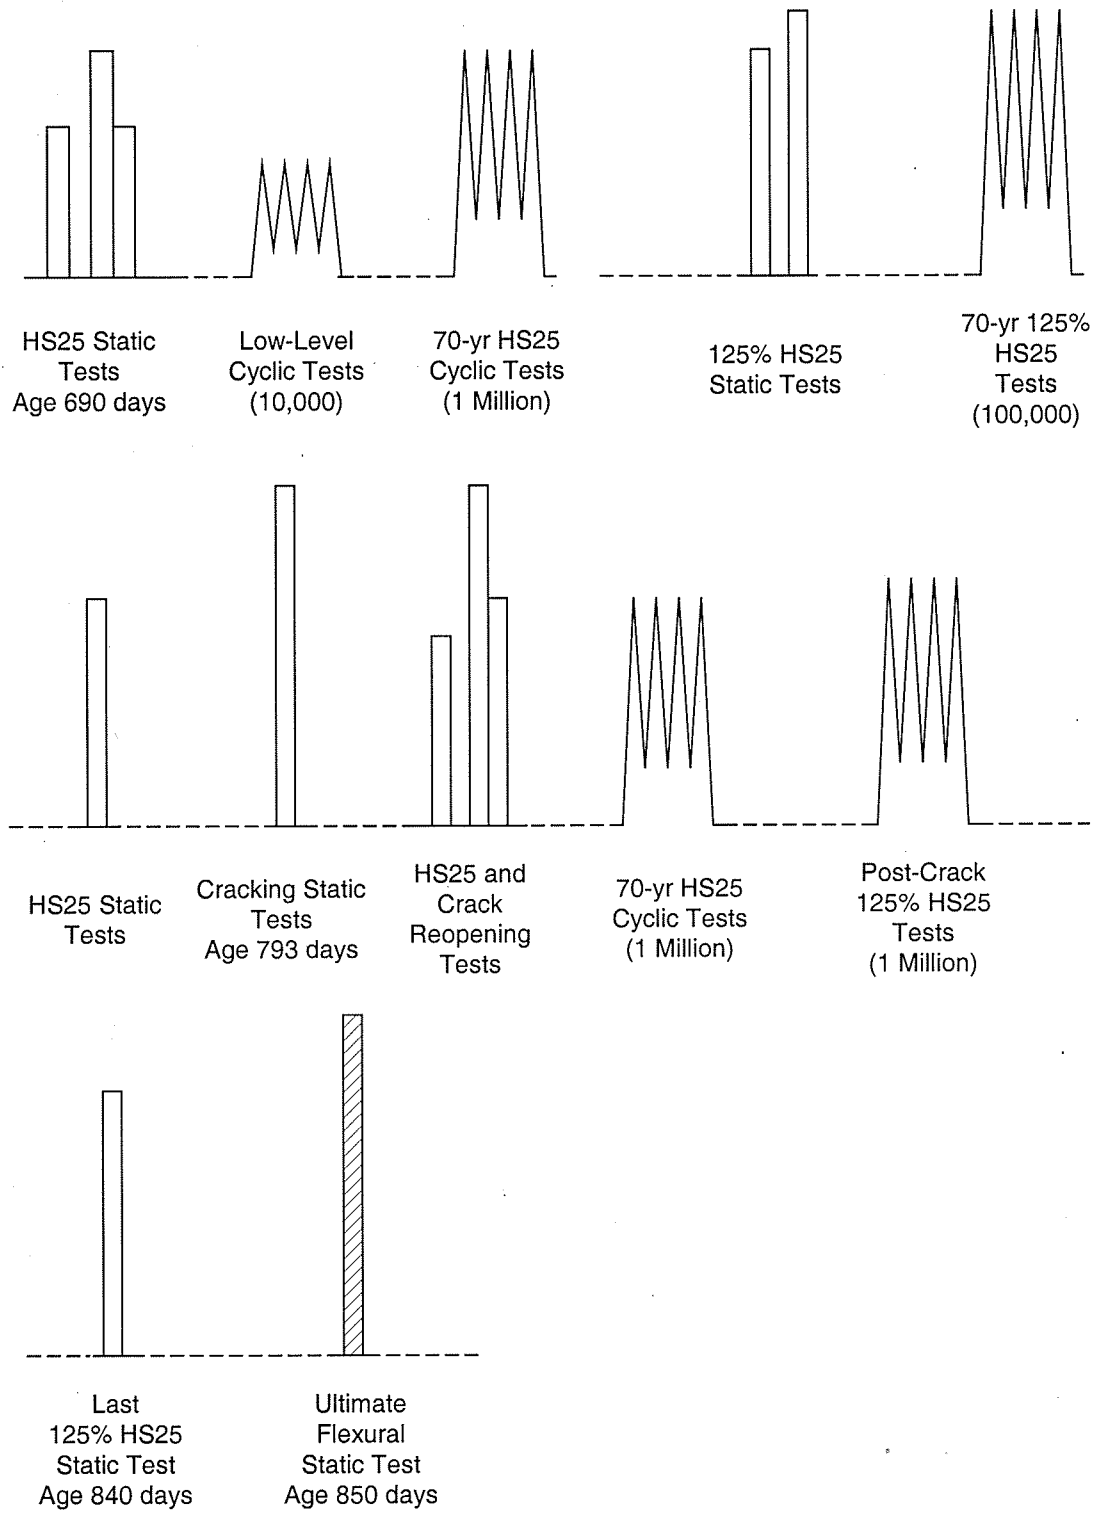 HS25 Static
Tests
Age 690 days
Low-Level
Cyclic Tests
(10,000)
70-yr HS25
Cyclic Tests
(1 Million)
125% HS25
Static Tests
70-yr 125%
HS25
Tests
(100,000)
HS25 Static
Tests
Cracking Static
Tests
Age 793 days
HS25 and
Crack
Reopening
Tests
70-yr HS25
Cyclic Tests
(1 Million)
Post-Crack
125% HS25
Tests
(1 Million)
Last
125% HS25
Static Test
Age 840 days
Ultimate
Flexural
Static Test
Age 850 days